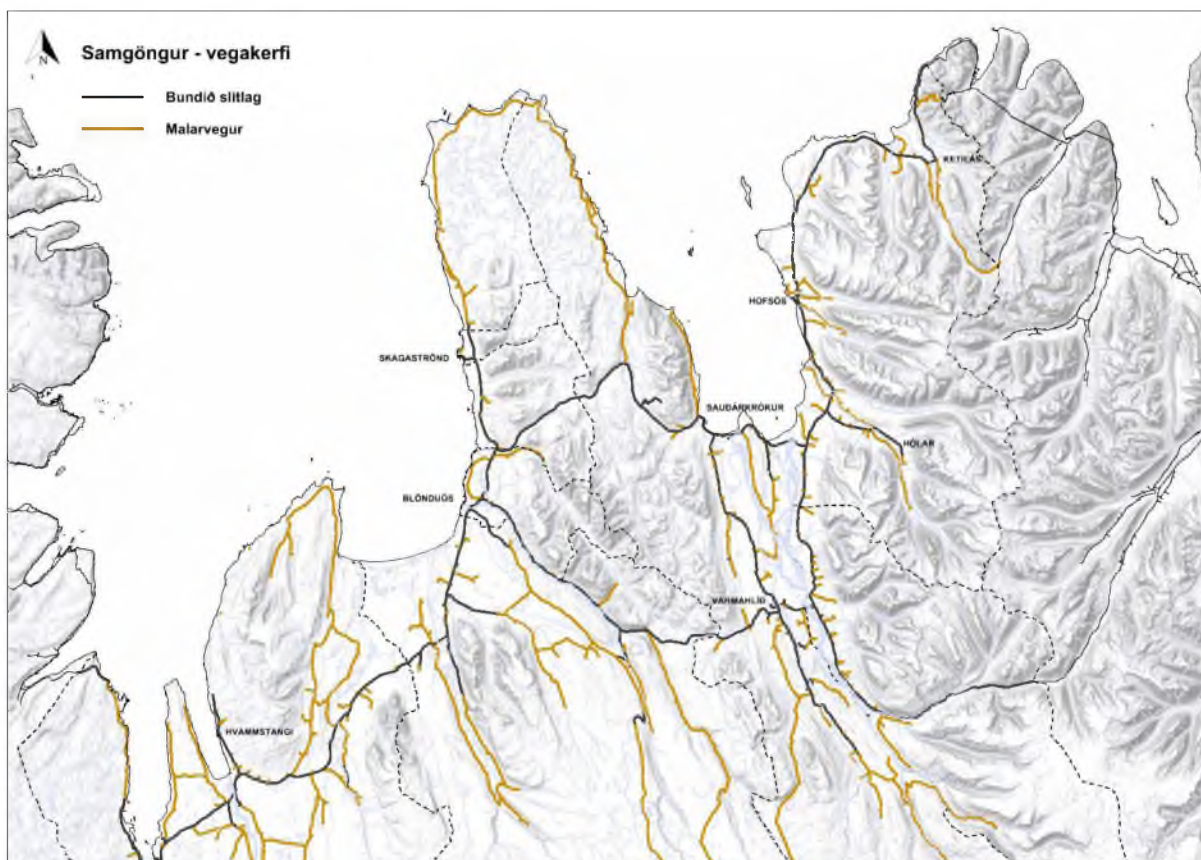 N
Samgöngur - vegakerfi
Bundið slitlag
Malarvegur
KETILÁS
HOFSÓS
SKAGASTRÖND
SAUÐÁRKRÓKUR
HÓLAR
BLÖNDUÓS
VARMAHLÍÐ
HVAMMSTANGI